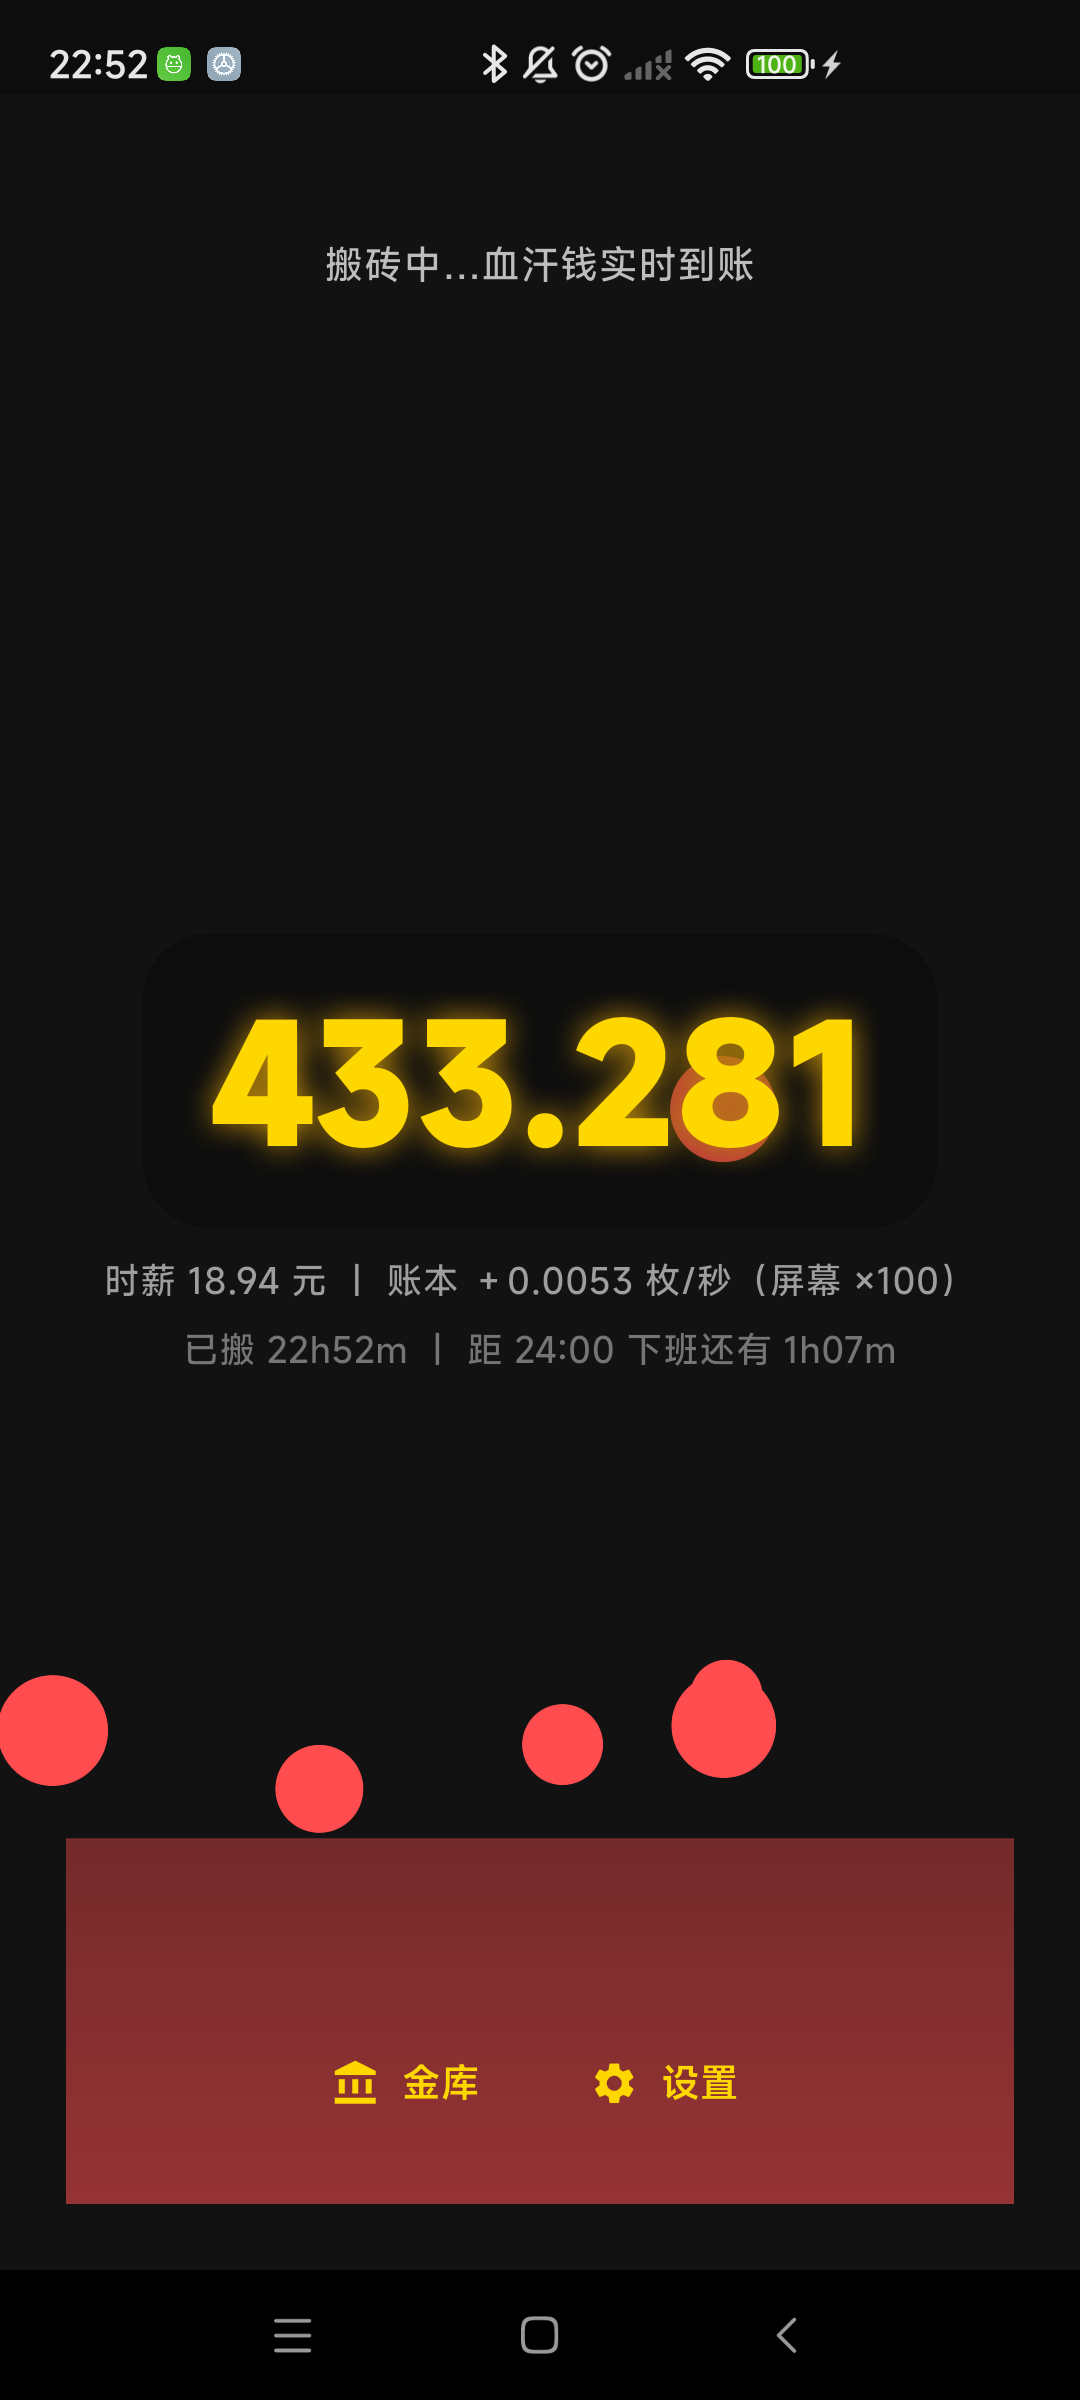 22:52
100
搬砖中...血汗钱实时到账
433.281
时薪 18.94 元 | 账本 +0.0053 枚/秒（屏幕 ×100）
已搬 22h52m | 距 24:00 下班还有 1h07m
金库 设置